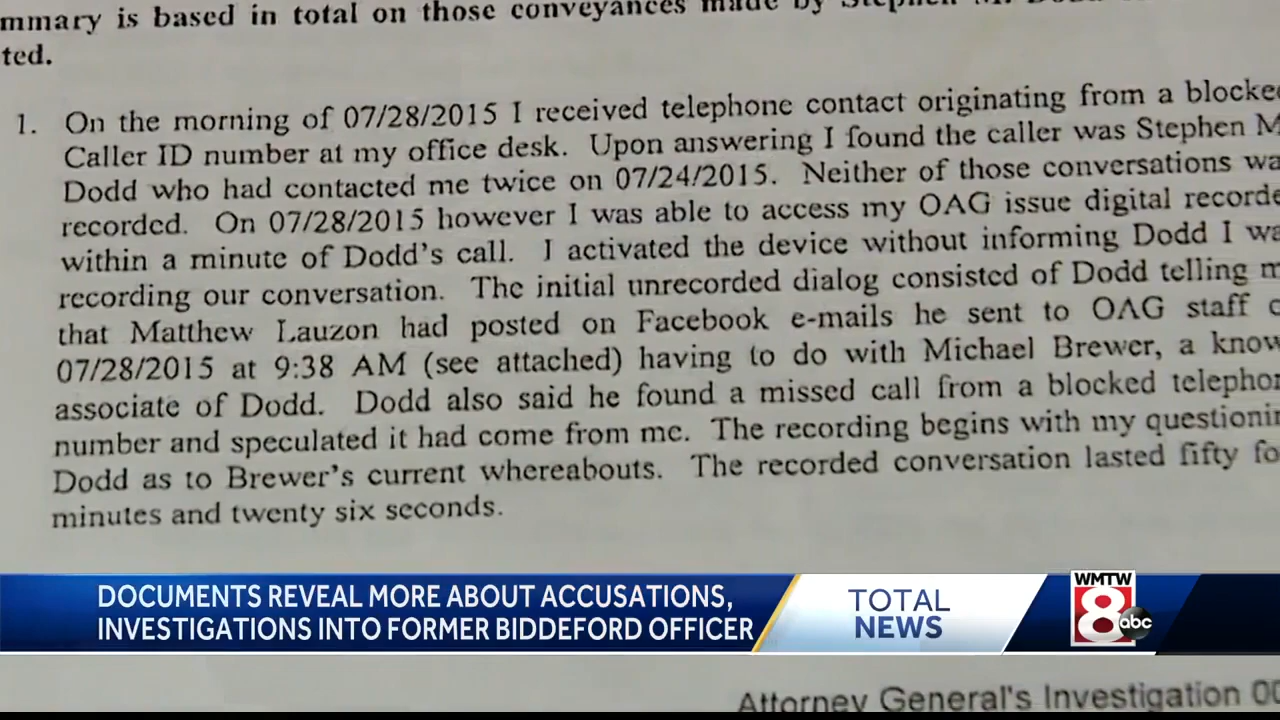 mmary is based in total on those conveyances made by Stephen M. Dodd
ted.
1. On the morning of 07/28/2015 I received telephone contact originating from a blocke
Caller ID number at my office desk. Upon answering I found the caller was Stephen M
Dodd who had contacted me twice on 07/24/2015. Neither of those conversations wa
recorded. On 07/28/2015 however I was able to access my OAG issue digital recorde
within a minute of Dodd's call. I activated the device without informing Dodd I wa
recording our conversation. The initial unrecorded dialog consisted of Dodd telling m
that Matthew Lauzon had posted on Facebook e-mails he sent to OAG staff o
07/28/2015 at 9:38 AM (see attached) having to do with Michael Brewer, a know
associate of Dodd. Dodd also said he found a missed call from a blocked telephon
number and speculated it had come from me. The recording begins with my questionin
Dodd as to Brewer's current whereabouts. The recorded conversation lasted fifty fo
minutes and twenty six seconds.
DOCUMENTS REVEAL MORE ABOUT ACCUSATIONS,
INVESTIGATIONS INTO FORMER BIDDEFORD OFFICER
TOTAL
NEWS
WMTW
8
abc
Attorney General's Investigation 00